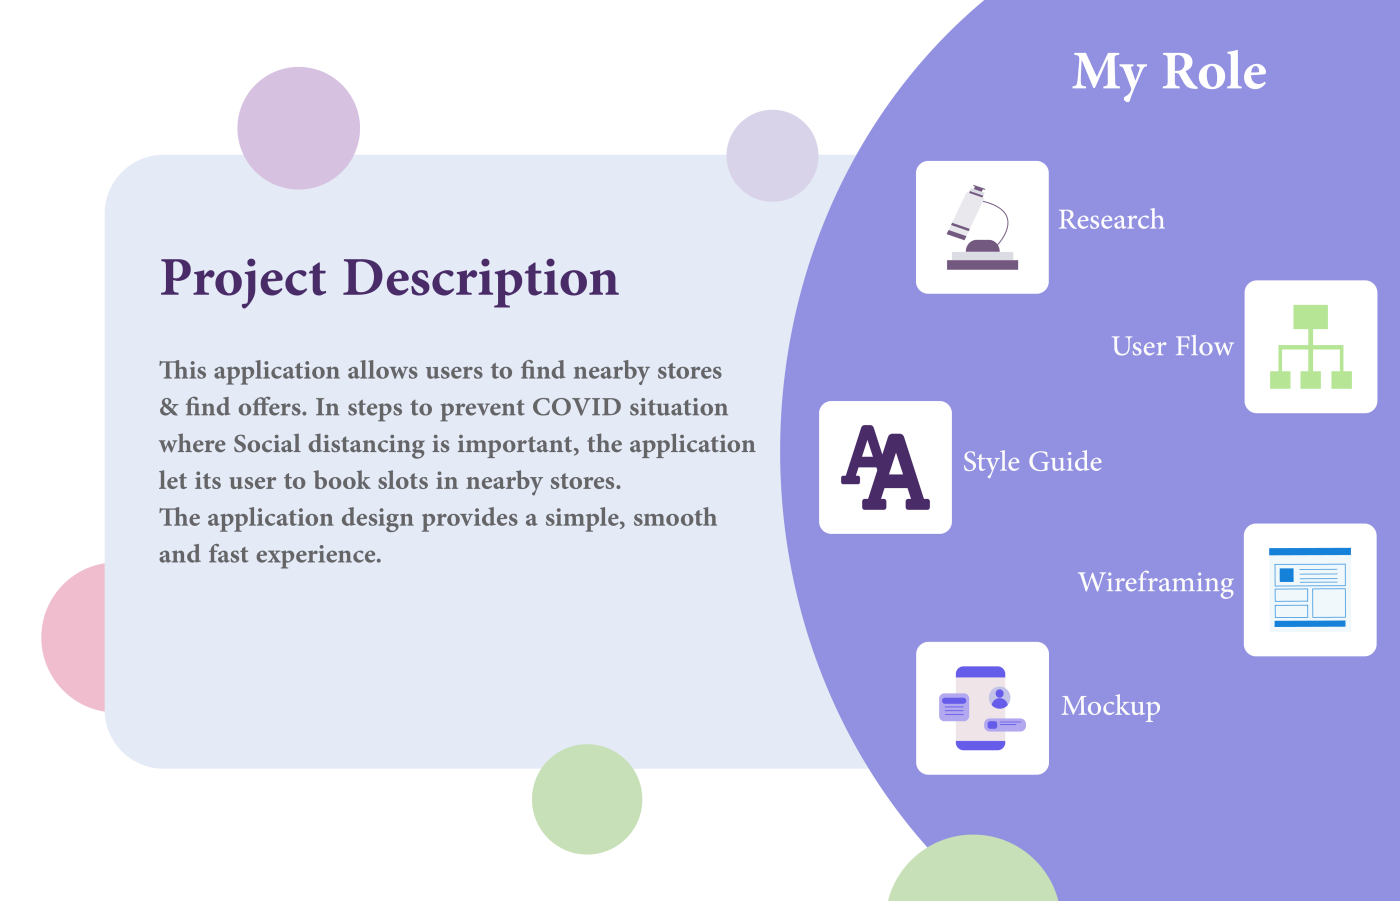 My Role
Research
User Flow
Style Guide
Wireframing
Mockup
Project Description
This application allows users to find nearby stores
& find offers. In steps to prevent COVID situation
where Social distancing is important, the application
let its user to book slots in nearby stores.
The application design provides a simple, smooth
and fast experience.